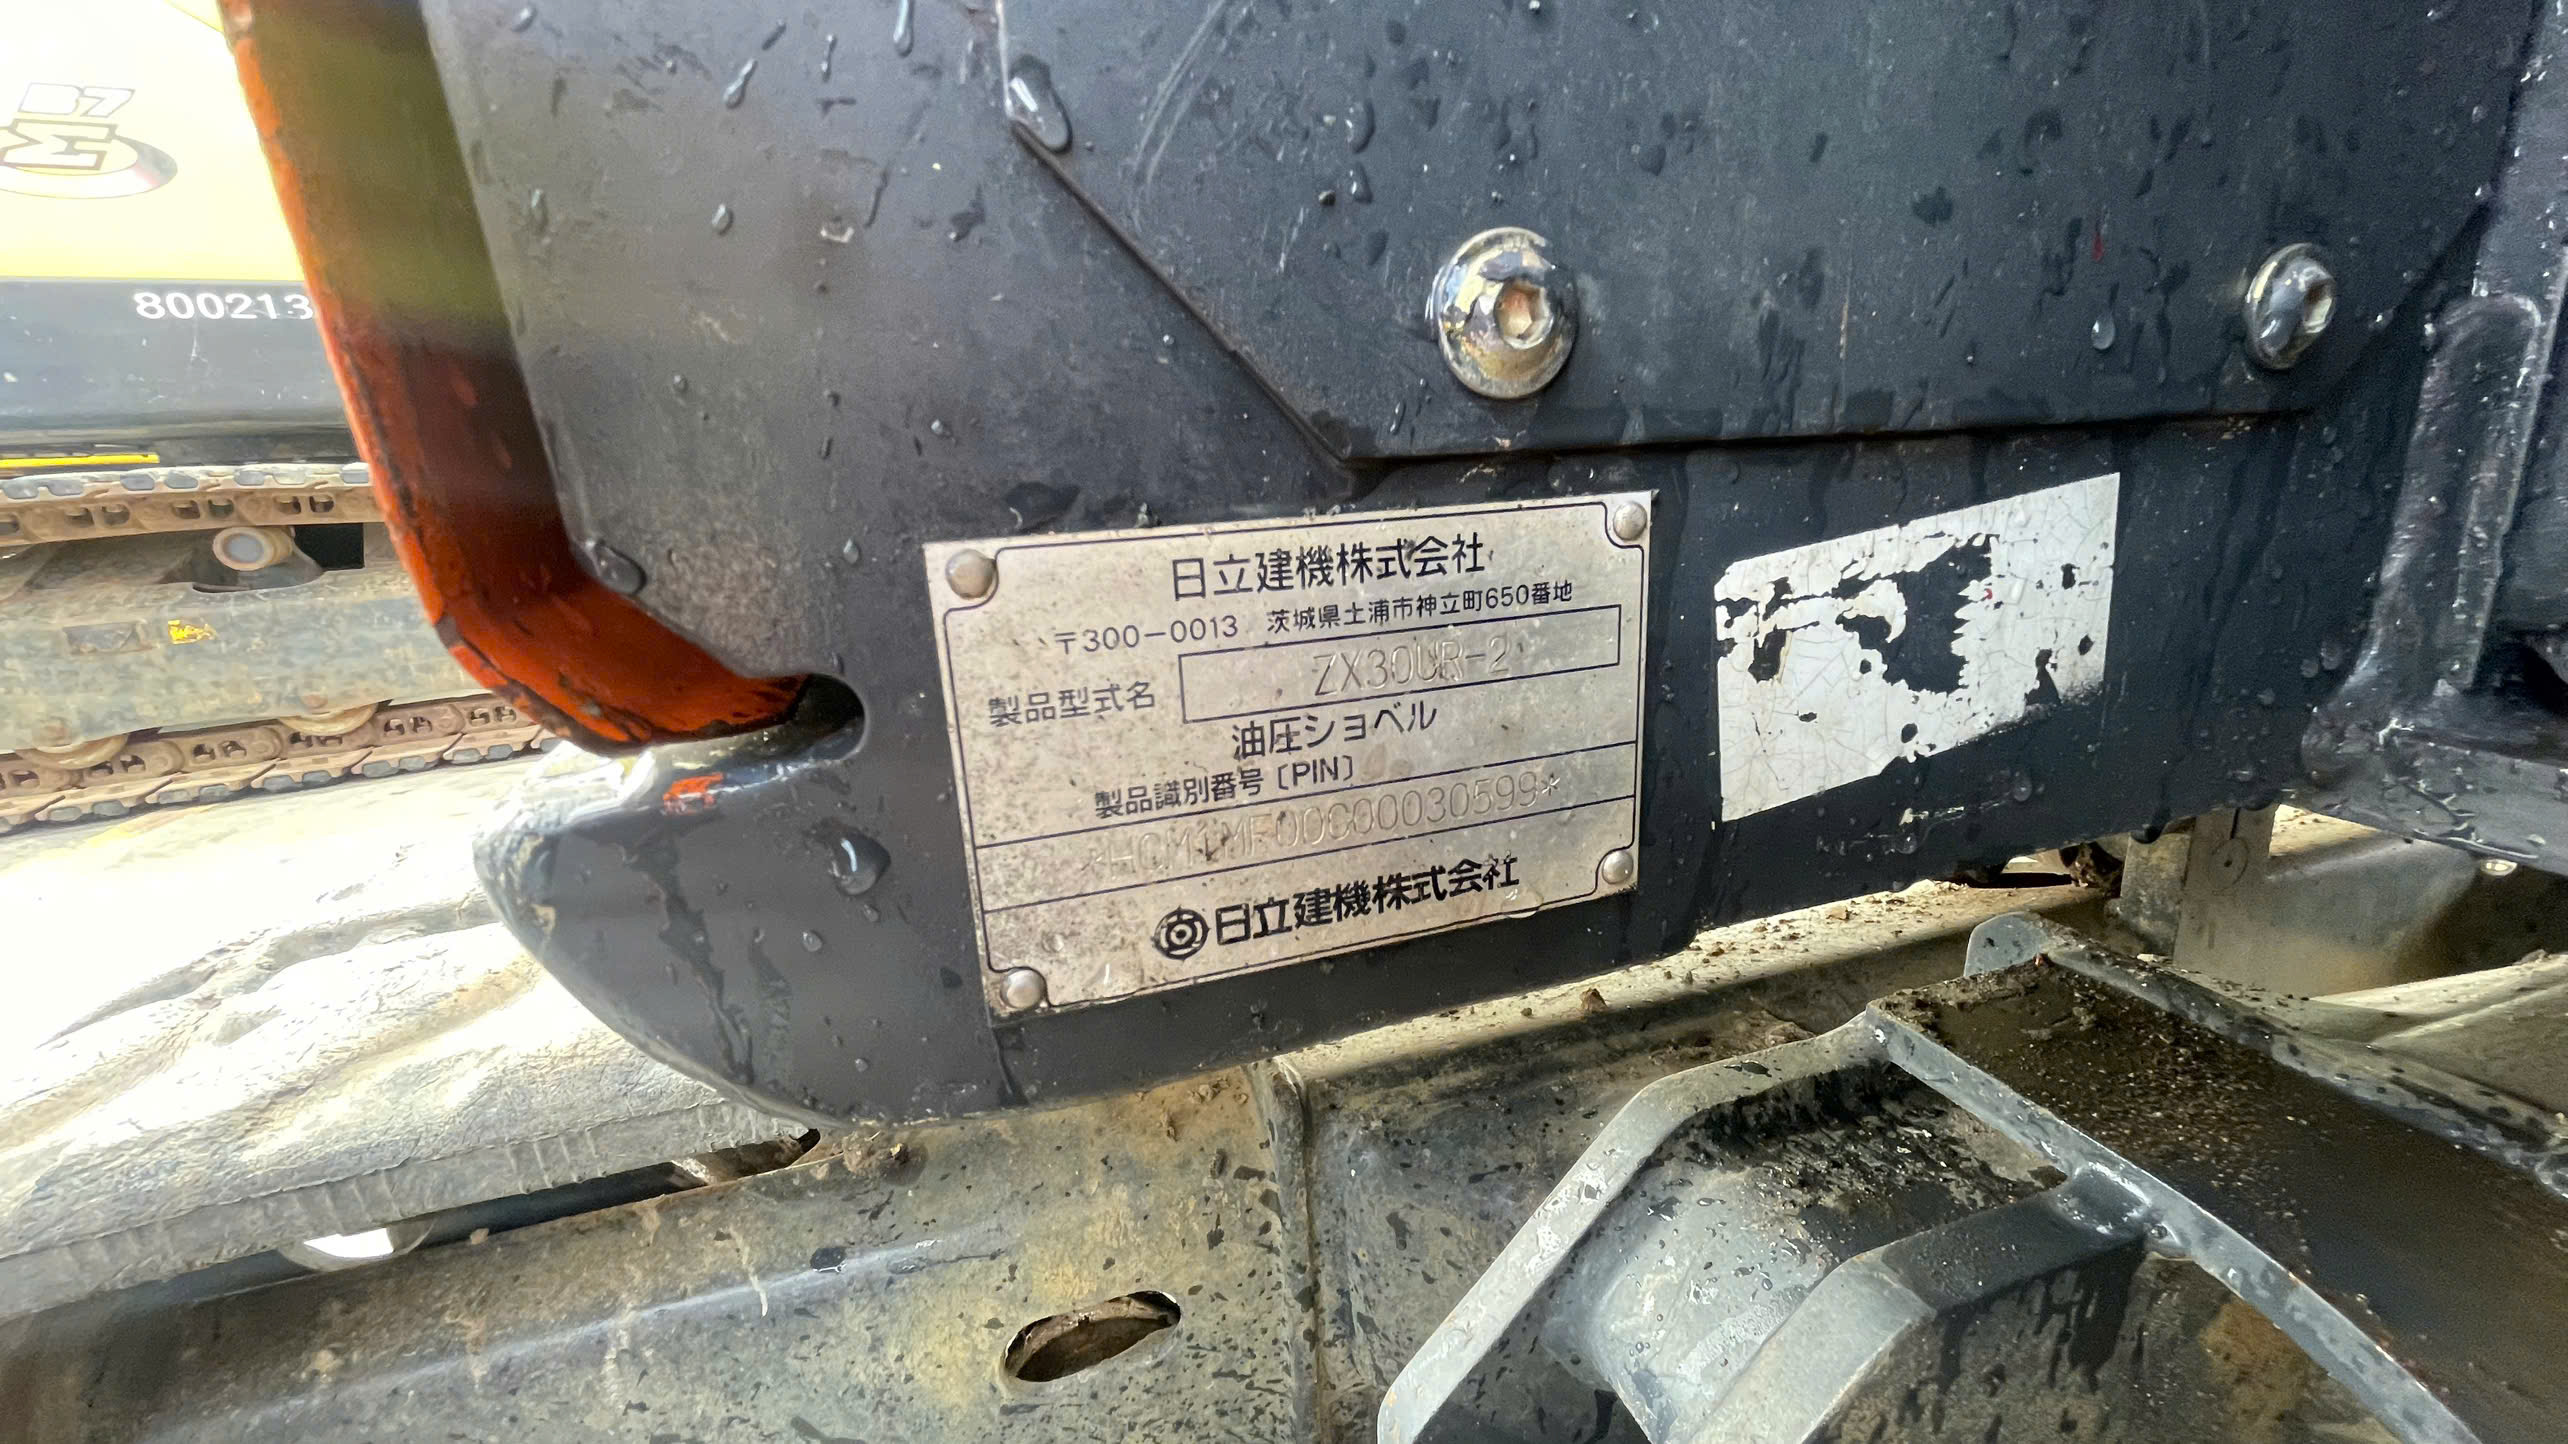 B7
800213
日立建機株式会社
〒300-0013 茨城県土浦市神立町650番地
製品型式名 ZX30UR-2
油圧ショベル
製品識別番号〔PIN〕
*HCM1MF00C00030599*
日立建機株式会社